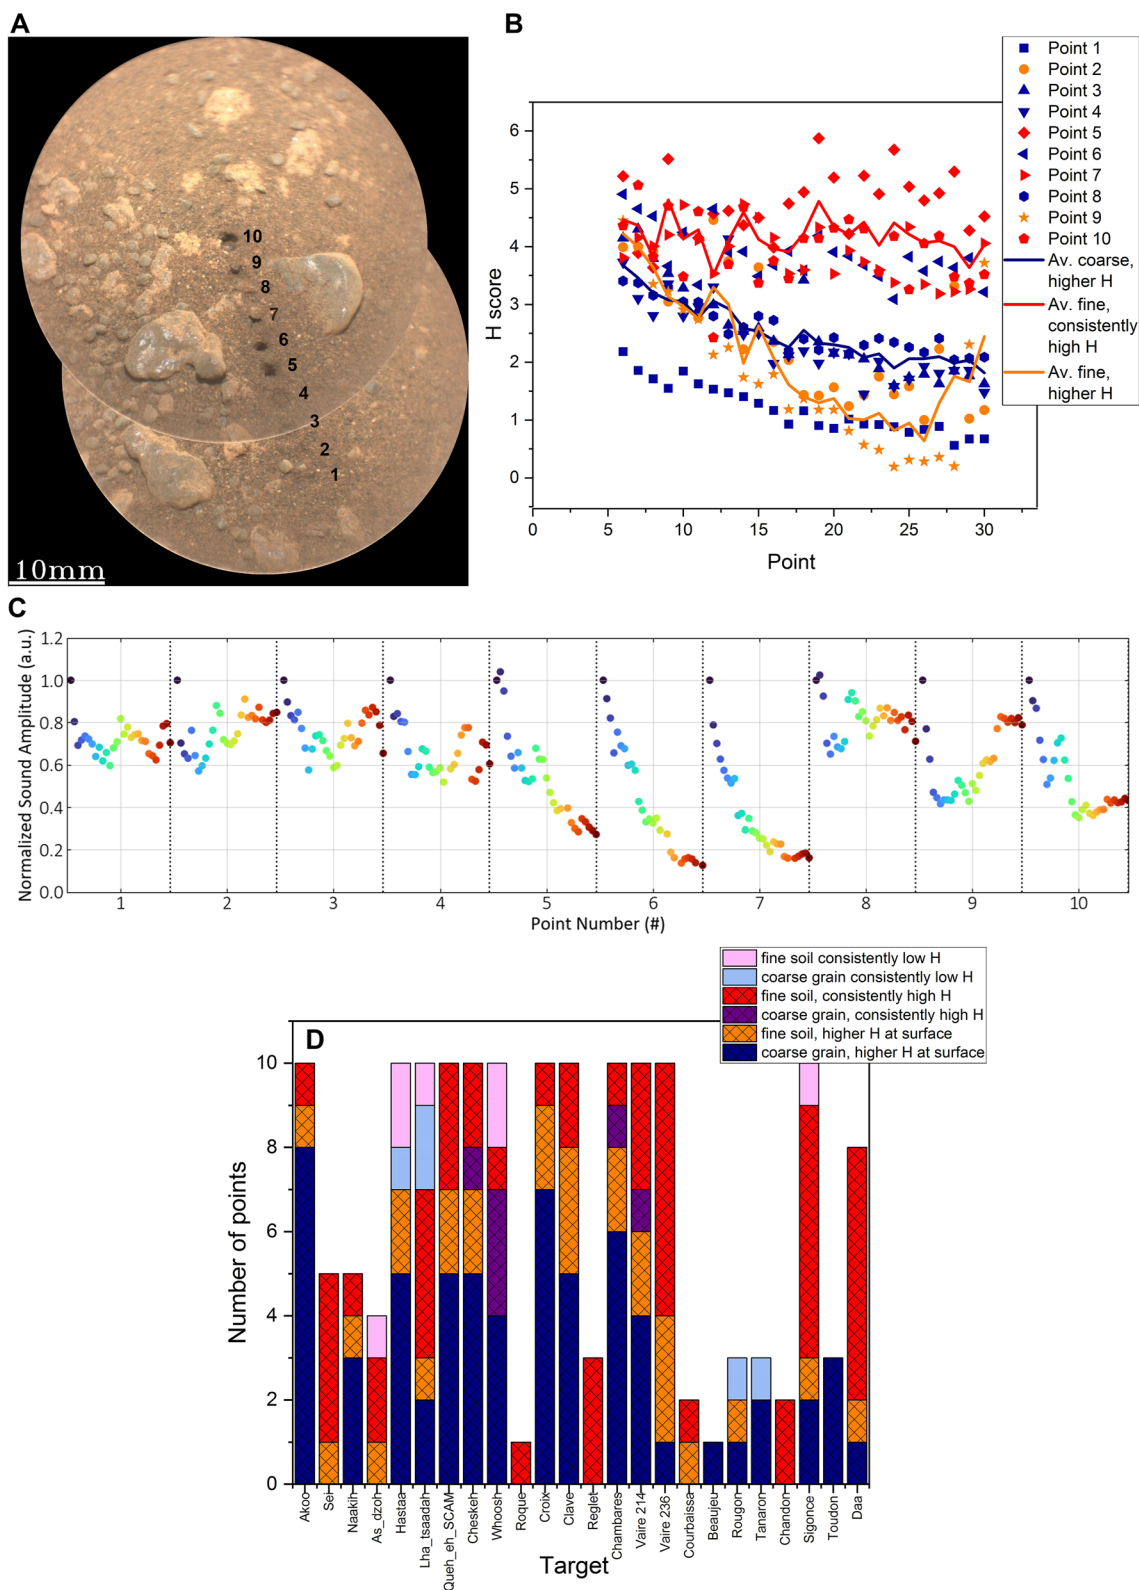 A
10
9
8
7
6
5
4
3
2
1
10mm
B
H score
6
5
4
3
2
1
0
0 5 10 15 20 25 30
Point
Point 1
Point 2
Point 3
Point 4
Point 5
Point 6
Point 7
Point 8
Point 9
Point 10
Av. coarse,
higher H
Av. fine,
consistently
high H
Av. fine,
higher H
C
Normalized Sound Amplitude (a.u.)
1.2
1.0
0.8
0.6
0.4
0.2
0.0
1 2 3 4 5 6 7 8 9 10
Point Number (#)
fine soil consistently low H
coarse grain consistently low H
fine soil, consistently high H
coarse grain, consistently high H
fine soil, higher H at surface
coarse grain, higher H at surface
D
Number of points
10
8
6
4
2
0
Akoo
Sei
Naakih
As_dzoh
Hastaa
Lha_tsaadah
Queh_eh_SCAM
Cheskeh
Whoosh
Roque
Croix
Clave
Reglet
Chambares
Vaire 214
Vaire 236
Courbaissa
Beaujeu
Rougon
Tanaron
Chandon
Sigonce
Toudon
Daa
Target